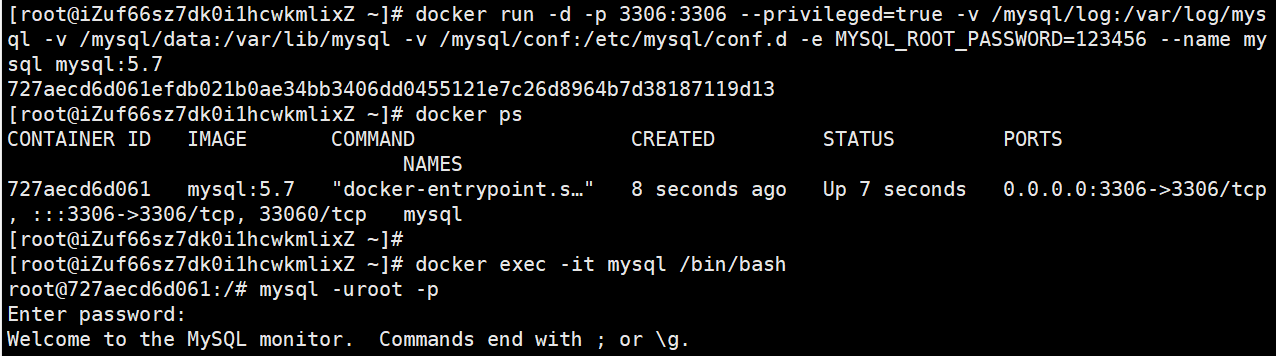 [root@iZuf66sz7dk0i1hcwkmlixZ ~]# docker run -d -p 3306:3306 --privileged=true -v /mysql/log:/var/log/mys
ql -v /mysql/data:/var/lib/mysql -v /mysql/conf:/etc/mysql/conf.d -e MYSQL_ROOT_PASSWORD=123456 --name my
sql mysql:5.7
727aecd6d061efdb021b0ae34bb3406dd0455121e7c26d8964b7d38187119d13
[root@iZuf66sz7dk0i1hcwkmlixZ ~]# docker ps
CONTAINER ID   IMAGE       COMMAND                  CREATED         STATUS         PORTS
                                 NAMES
727aecd6d061   mysql:5.7   "docker-entrypoint.s…"   8 seconds ago   Up 7 seconds   0.0.0.0:3306->3306/tcp
, :::3306->3306/tcp, 33060/tcp   mysql
[root@iZuf66sz7dk0i1hcwkmlixZ ~]#
[root@iZuf66sz7dk0i1hcwkmlixZ ~]# docker exec -it mysql /bin/bash
root@727aecd6d061:/# mysql -uroot -p
Enter password:
Welcome to the MySQL monitor.  Commands end with ; or \g.